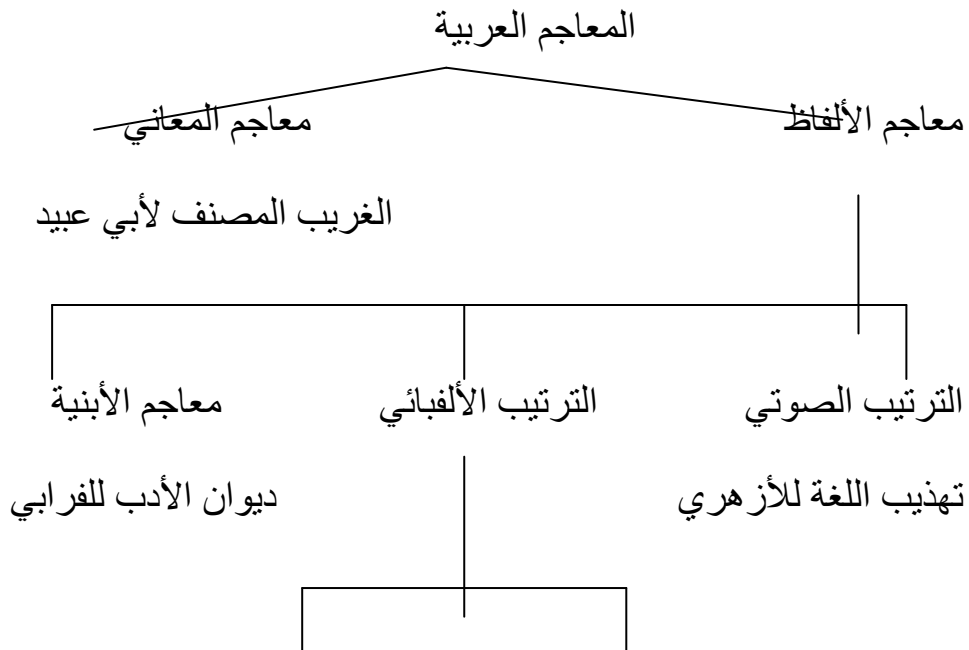 المعاجم العربية
معاجم الألفاظ معاجم المعاني
الغريب المصنف لأبي عبيد
الترتيب الصوتي الترتيب الألفبائي معاجم الأبنية
تهذيب اللغة للأزهري ديوان الأدب للفرابي